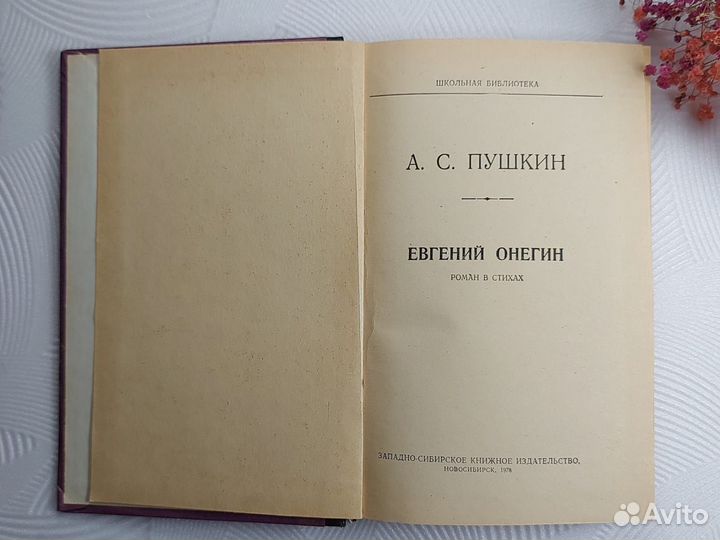 ШКОЛЬНАЯ БИБЛИОТЕКА
А. С. ПУШКИН
ЕВГЕНИЙ ОНЕГИН
РОМАН В СТИХАХ
ЗАПАДНО-СИБИРСКОЕ КНИЖНОЕ ИЗДАТЕЛЬСТВО,
НОВОСИБИРСК, 1978
Avito